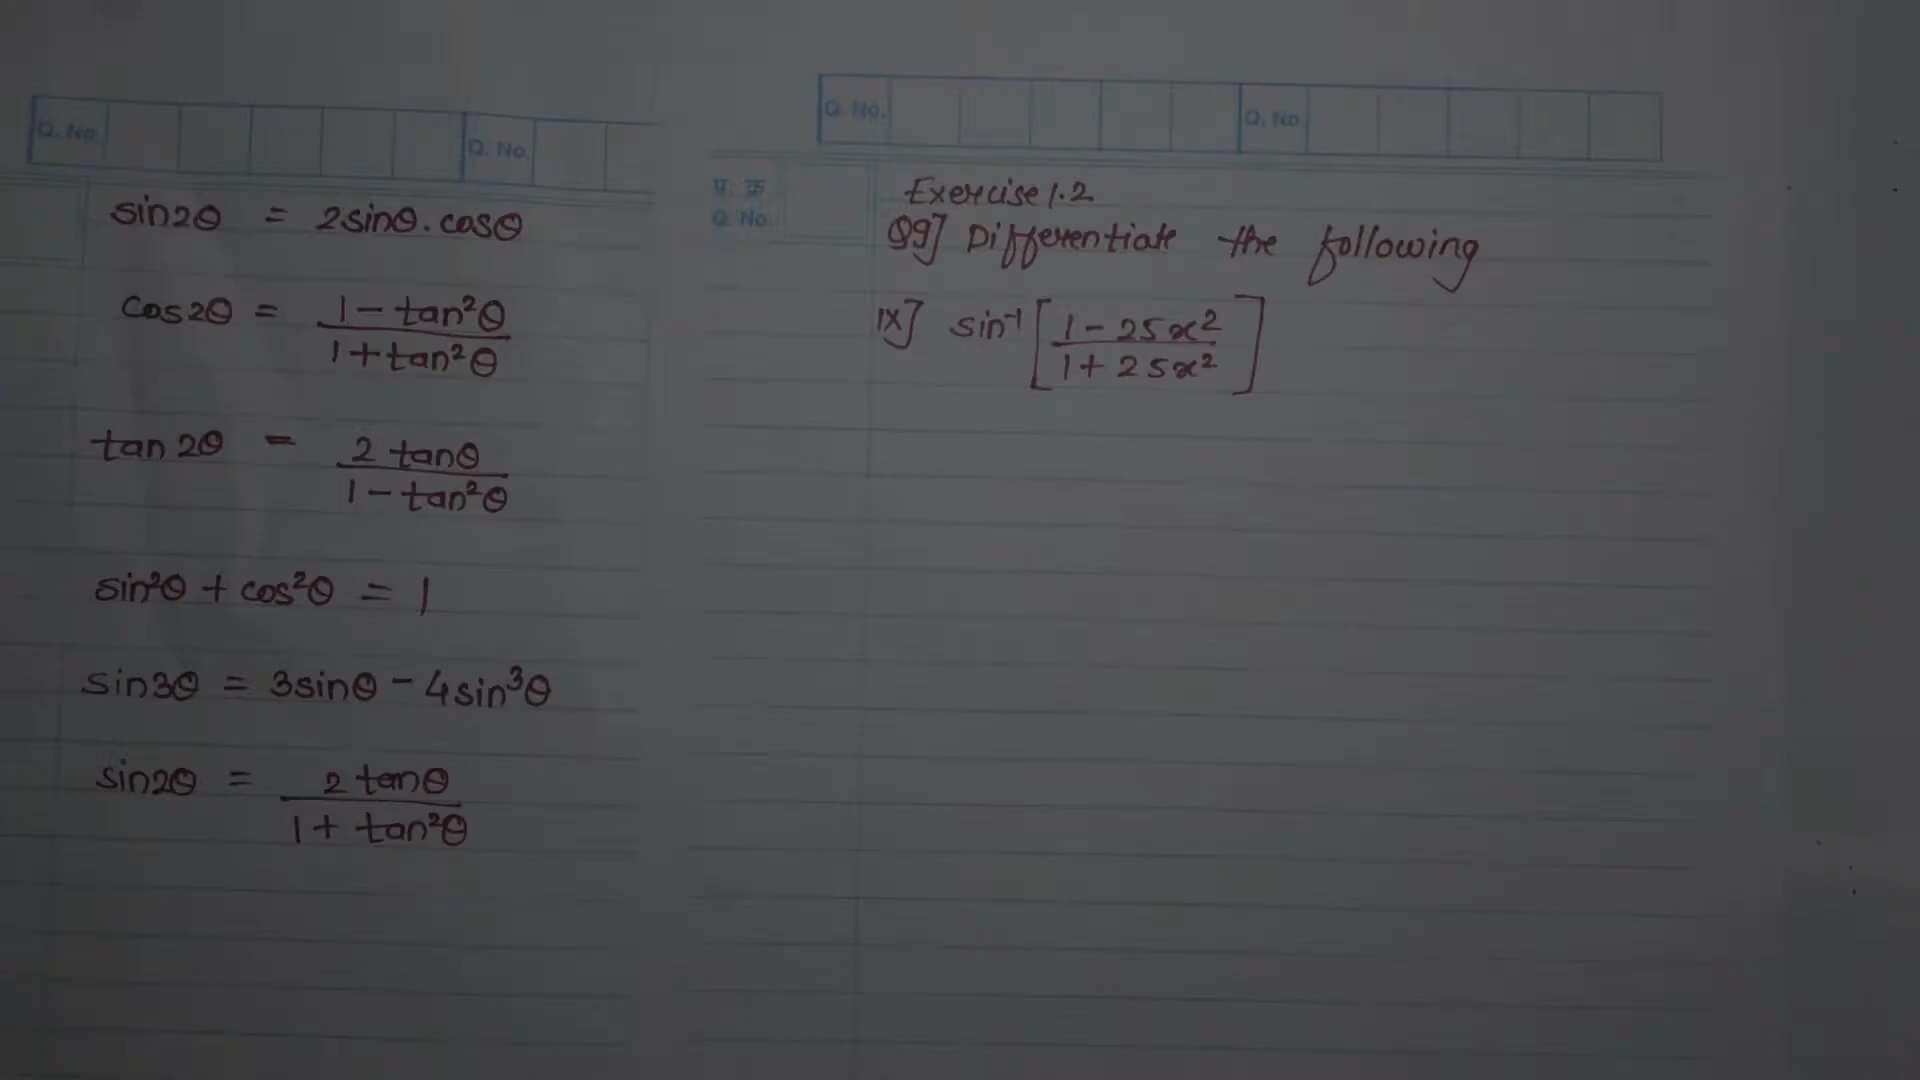 Q. No. Q. No.
sin2θ = 2sinθ.cosθ
cos2θ = 1 - tan²θ
1 + tan²θ
tan 2θ = 2 tanθ
1 - tan²θ
sin²θ + cos²θ = 1
sin3θ = 3sinθ - 4sin³θ
sin2θ = 2 tanθ
1 + tan²θ
Q. No. Q. No.
प्र. क्र.
Q. No.
Exercise 1.2
Q9] Differentiate the following
ix] sin⁻¹ [ 1 - 25x²
1 + 25x² ]